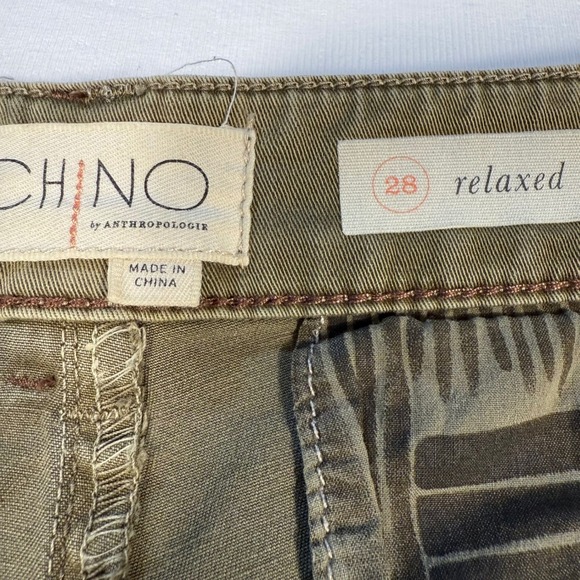 CHINO
by ANTHROPOLOGIE
MADE IN
CHINA
28 relaxed